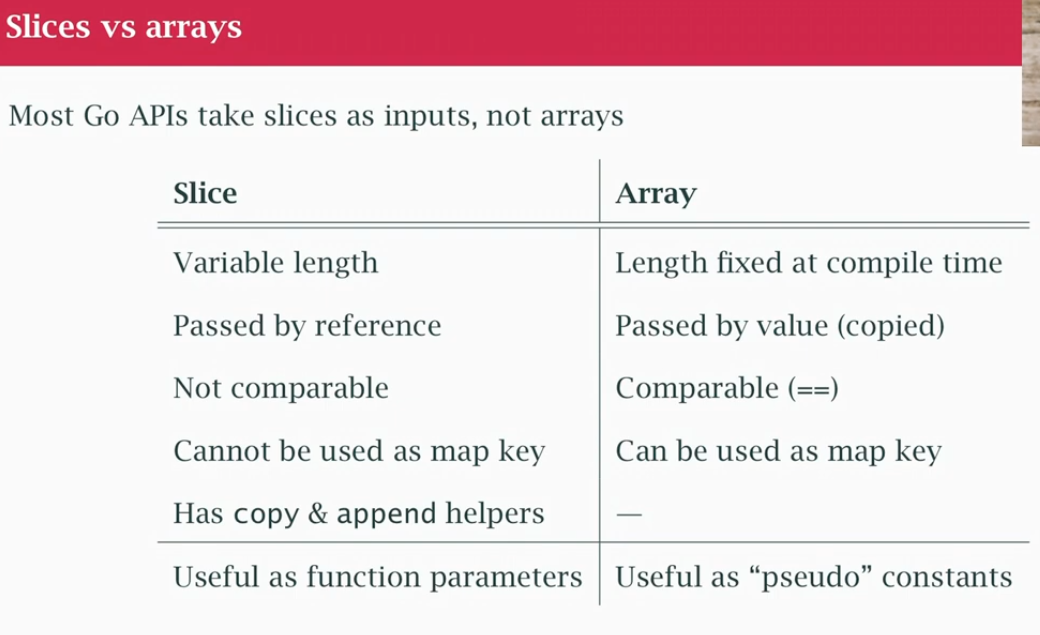 Slices vs arrays
Most Go APIs take slices as inputs, not arrays
Slice Array
Variable length Length fixed at compile time
Passed by reference Passed by value (copied)
Not comparable Comparable (==)
Cannot be used as map key Can be used as map key
Has copy & append helpers —
Useful as function parameters Useful as “pseudo” constants